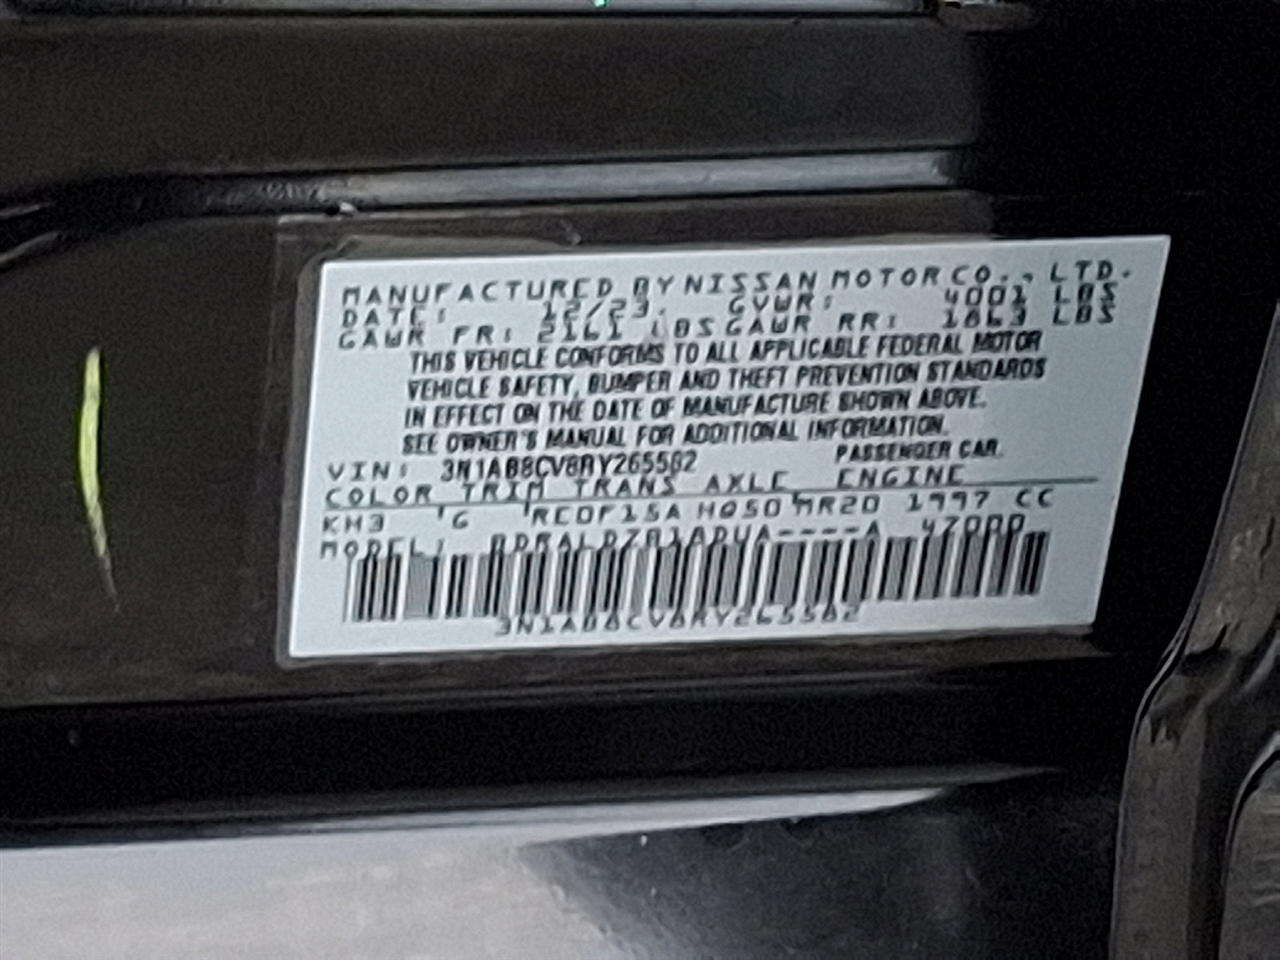 MANUFACTURED BY NISSAN MOTOR CO., LTD.
DATE: 12/23. GVWR: 4001 LBS
GAWR FR: 2161 LBS GAWR RR: 1863 LBS
THIS VEHICLE CONFORMS TO ALL APPLICABLE FEDERAL MOTOR
VEHICLE SAFETY, BUMPER AND THEFT PREVENTION STANDARDS
IN EFFECT ON THE DATE OF MANUFACTURE SHOWN ABOVE.
SEE OWNER'S MANUAL FOR ADDITIONAL INFORMATION.
VIN: 3N1AB8CV8RY265582 PASSENGER CAR.
COLOR TRIM TRANS AXLE ENGINE
KH3 G RE0F15A HQ50 MR20 1997 CC
MODEL:
3N1AB8CV8RY265582